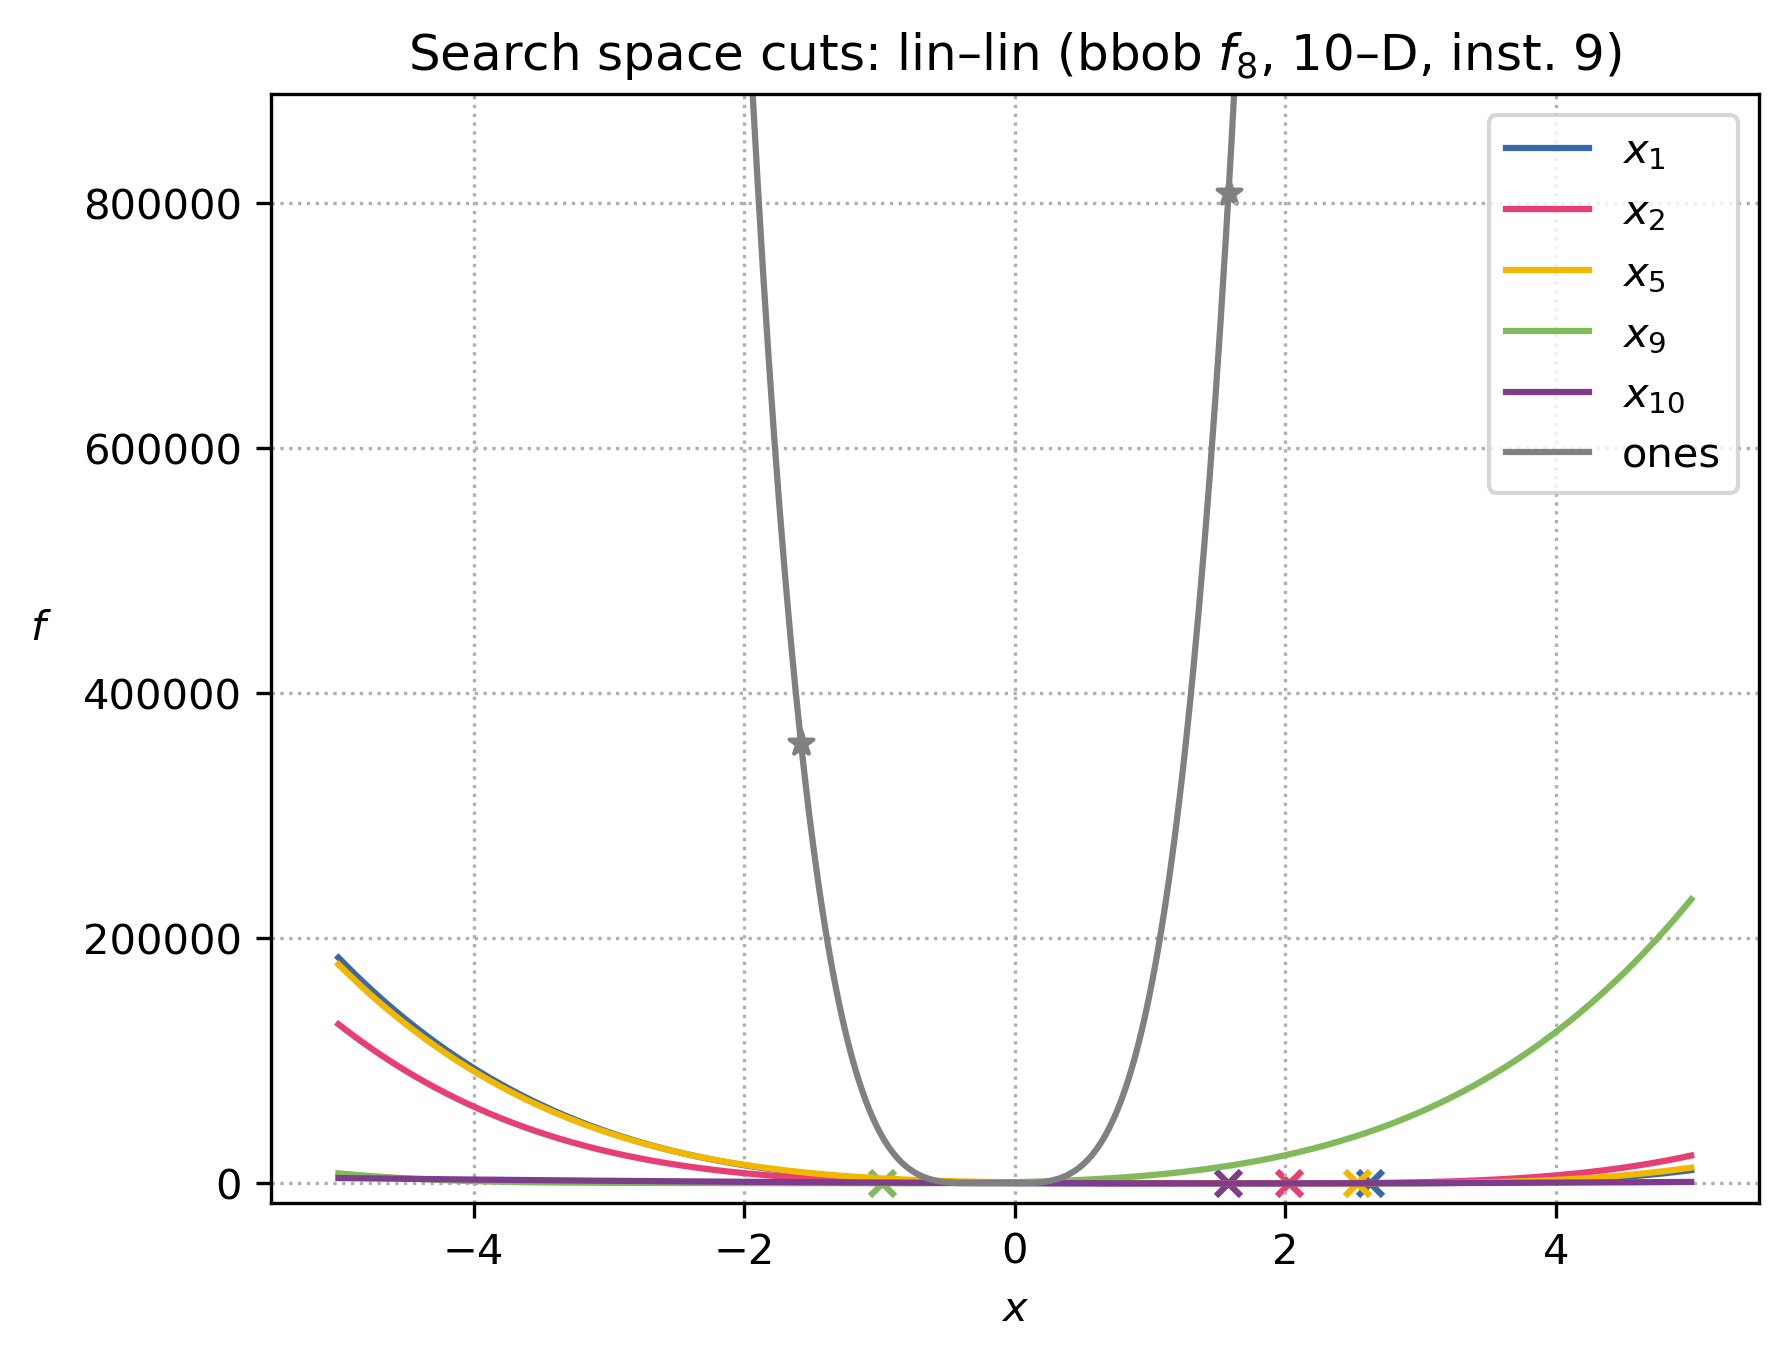 Search space cuts: lin–lin (bbob f₈, 10–D, inst. 9)
x₁
x₂
x₅
x₉
x₁₀
ones
800000
600000
400000
200000
0
f
−4 −2 0 2 4
x